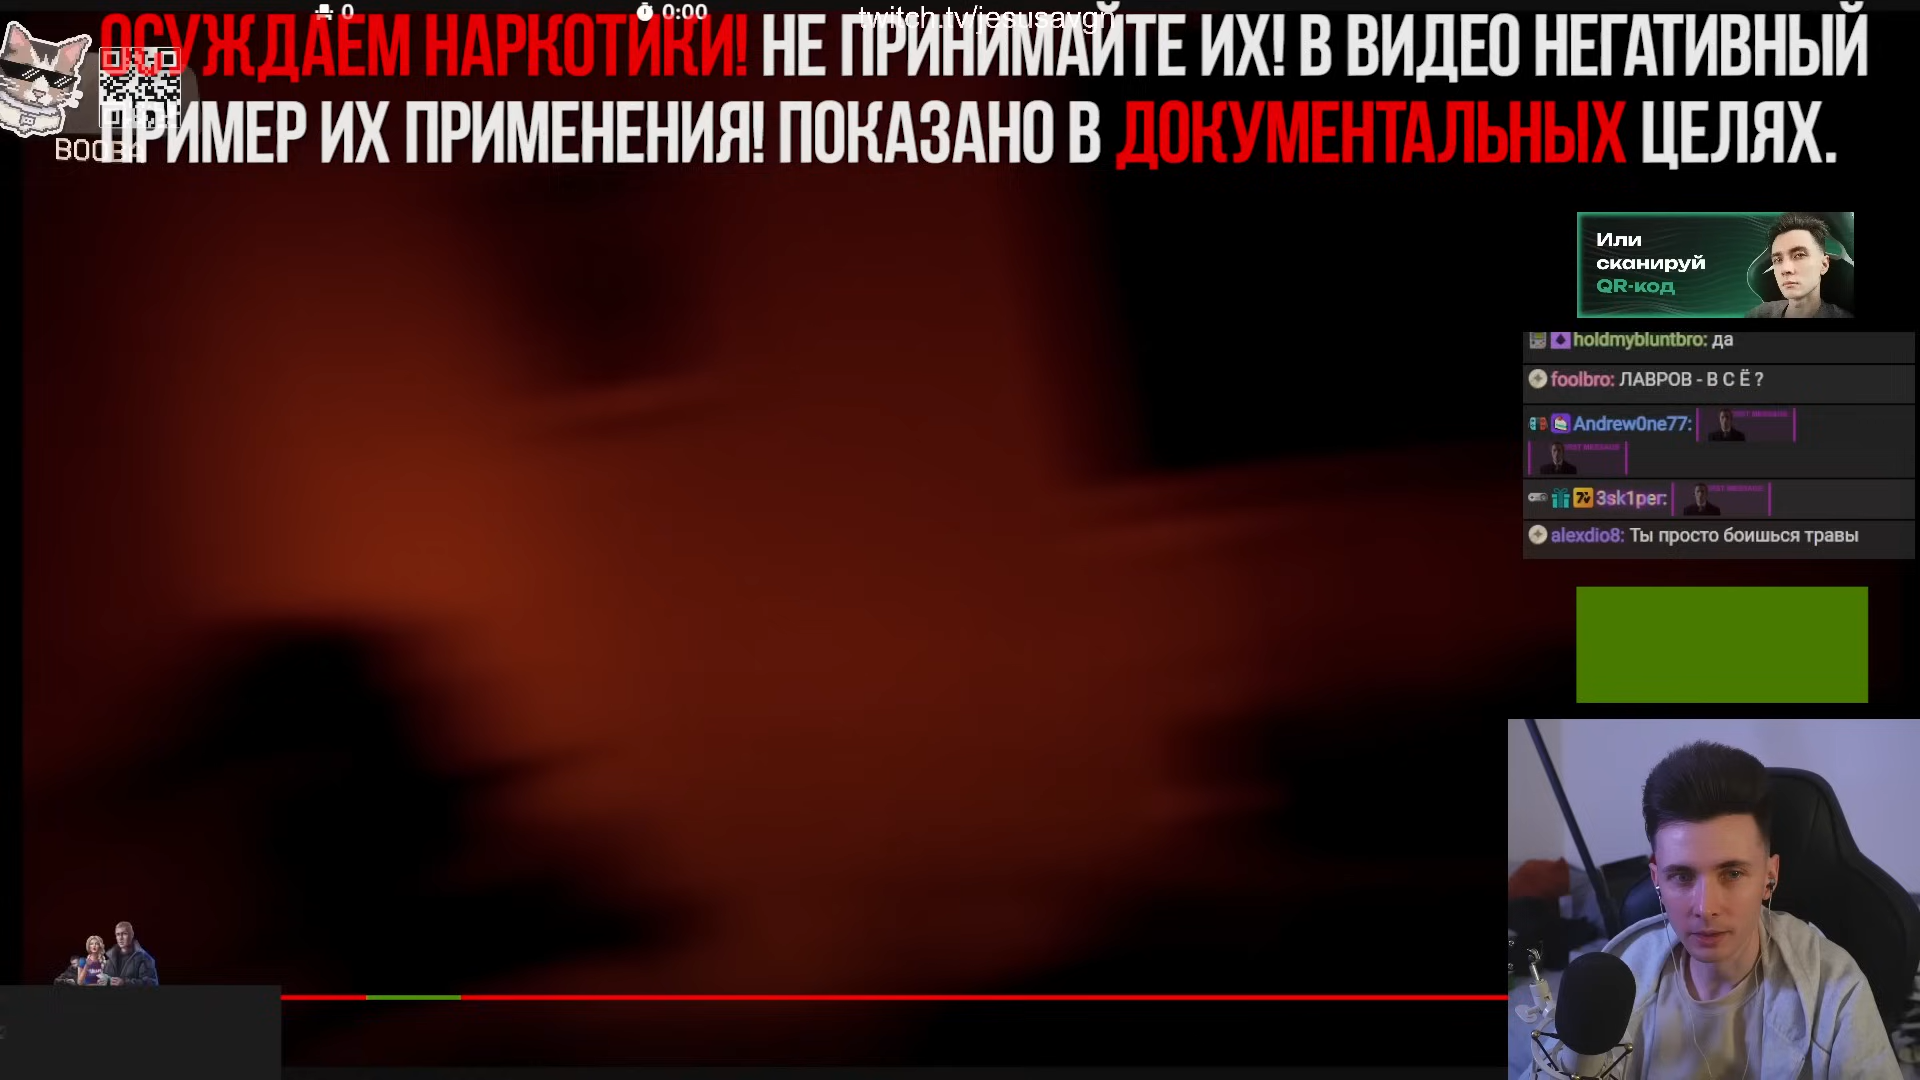 0
0:00
twitch.tv/jesusavgn
ОСУЖДАЕМ НАРКОТИКИ! НЕ ПРИНИМАЙТЕ ИХ! В ВИДЕО НЕГАТИВНЫЙ
ПРИМЕР ИХ ПРИМЕНЕНИЯ! ПОКАЗАНО В ДОКУМЕНТАЛЬНЫХ ЦЕЛЯХ.
Или
сканируй
QR-код
holdmybluntbro: да
foolbro: ЛАВРОВ - В С Ё ?
Andrew0ne77:
3sk1per:
alexdio8: Ты просто боишься травы